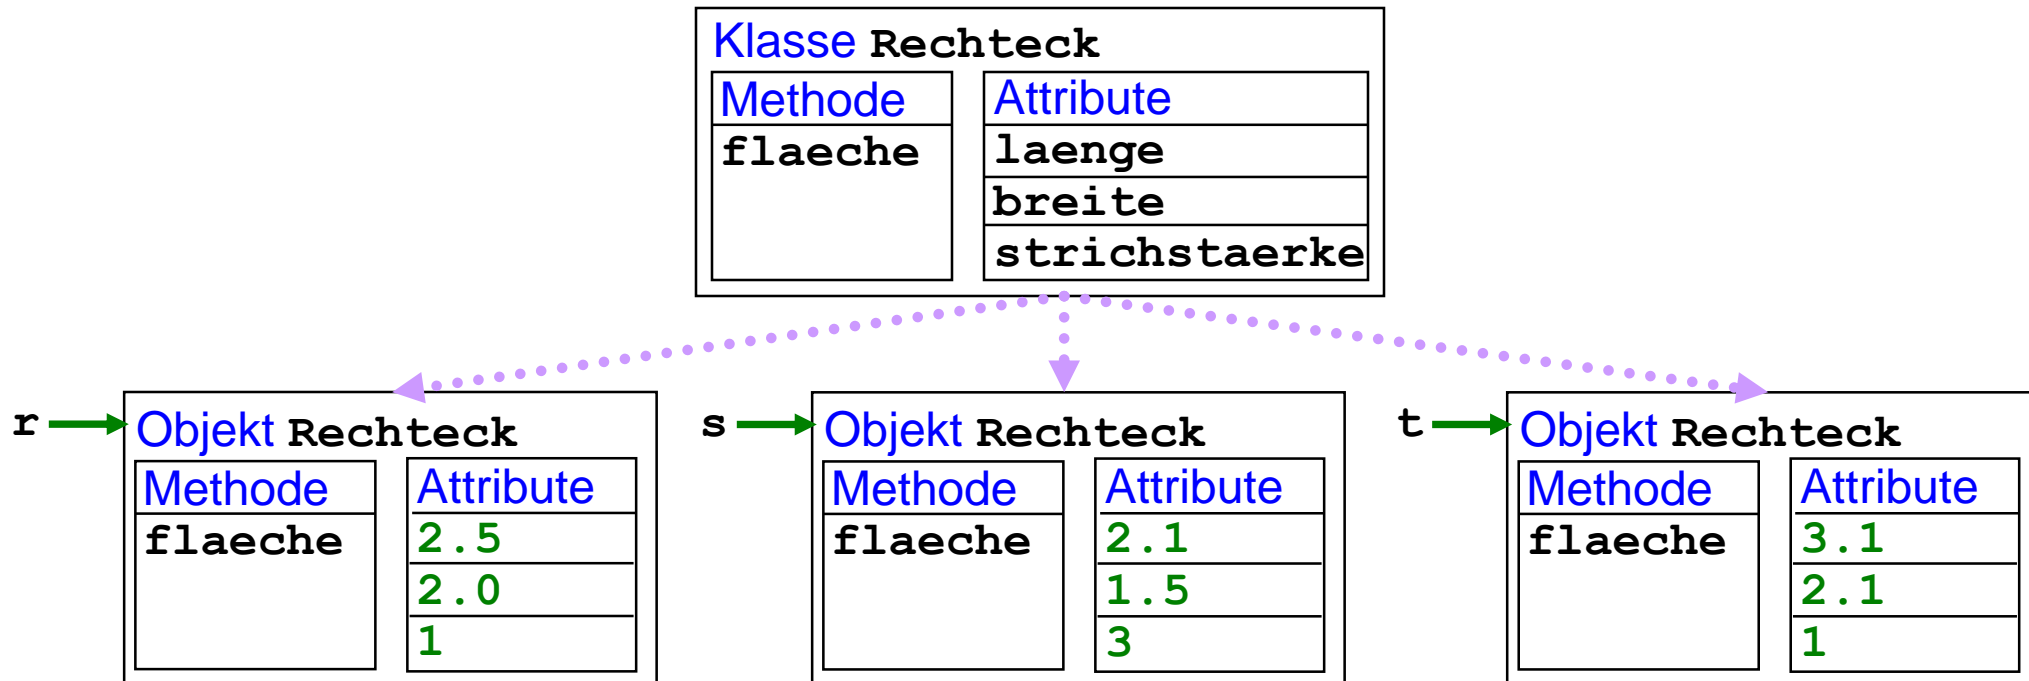 Klasse Rechteck
Methode
flaeche
Attribute
laenge
breite
strichstaerke
r
Objekt Rechteck
Methode
flaeche
Attribute
2.5
2.0
1
s
Objekt Rechteck
Methode
flaeche
Attribute
2.1
1.5
3
t
Objekt Rechteck
Methode
flaeche
Attribute
3.1
2.1
1